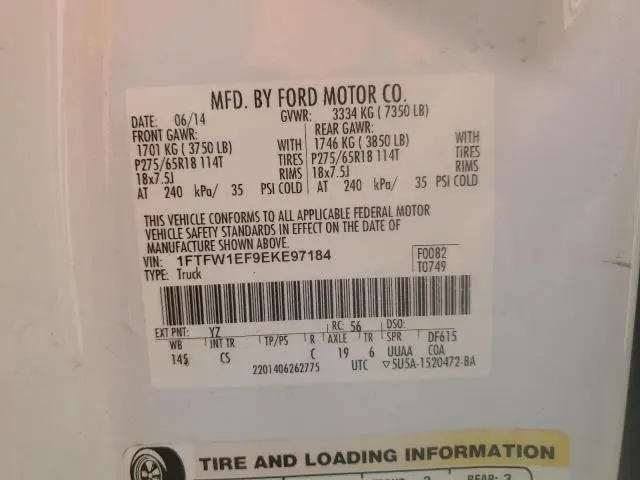 MFD. BY FORD MOTOR CO.
DATE: 06/14 GVWR: 3334 KG ( 7350 LB)
FRONT GAWR: REAR GAWR:
1701 KG ( 3750 LB) WITH 1746 KG ( 3850 LB) WITH
P275/65R18 114T TIRES P275/65R18 114T TIRES
18x7.5J RIMS 18x7.5J RIMS
AT 240 kPa/ 35 PSI COLD AT 240 kPa/ 35 PSI COLD
THIS VEHICLE CONFORMS TO ALL APPLICABLE FEDERAL MOTOR
VEHICLE SAFETY STANDARDS IN EFFECT ON THE DATE OF
MANUFACTURE SHOWN ABOVE.
VIN: 1FTFW1EF9EKE97184 F0082
TYPE: Truck T0749
EXT PNT: YZ RC: 56 DSO:
WB INT TR TP/PS R AXLE TR SPR DF615
145 CS C 19 6 UUAA CQA
2201406262775 UTC ▽5U5A-1520472-BA
TIRE AND LOADING INFORMATION